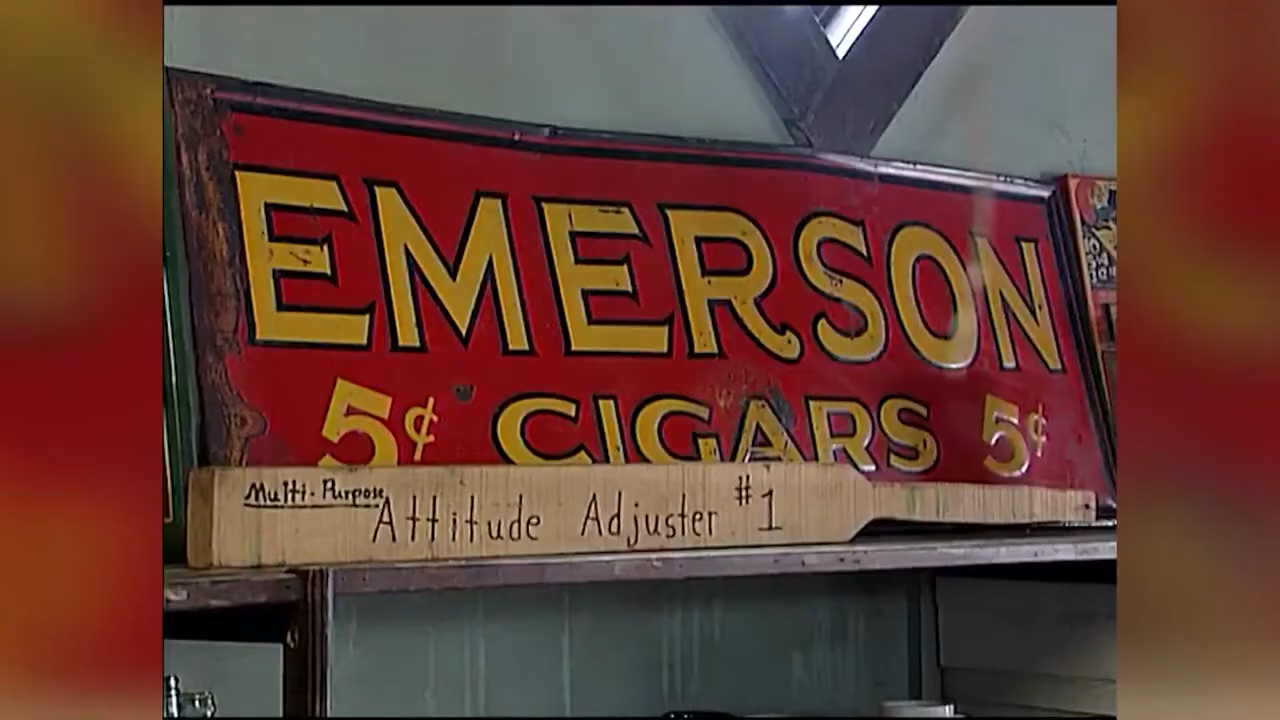 EMERSON
5¢ CIGARS 5¢
Multi-Purpose
Attitude Adjuster #1